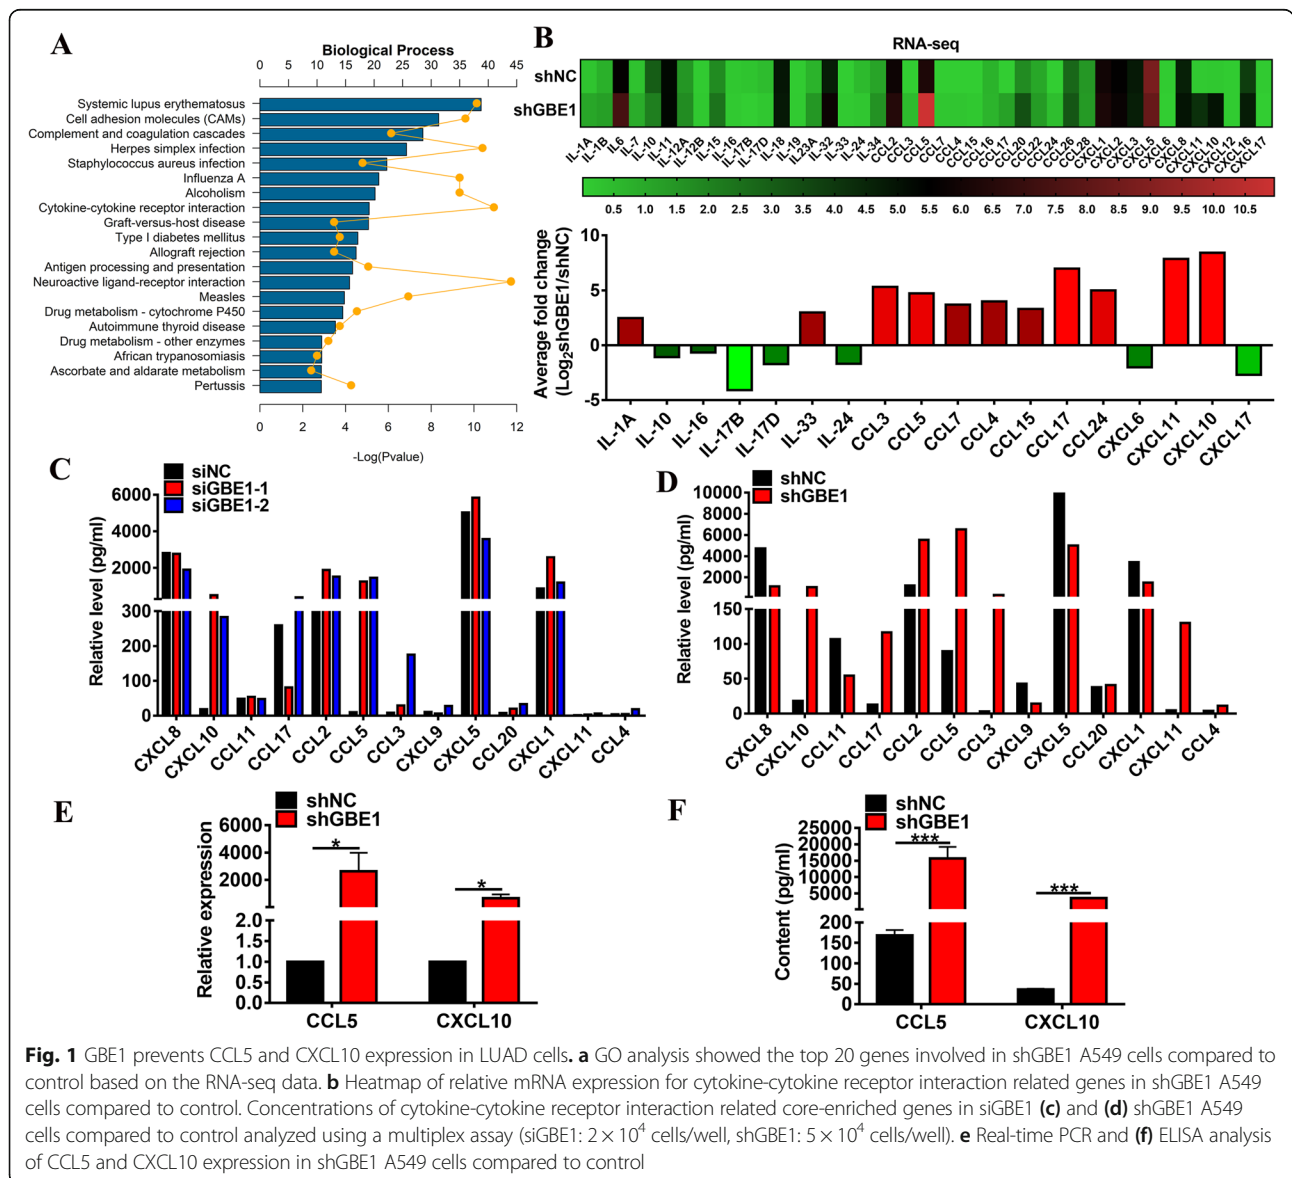 A
Biological Process
0 5 10 15 20 25 30 35 40 45
Systemic lupus erythematosus
Cell adhesion molecules (CAMs)
Complement and coagulation cascades
Herpes simplex infection
Staphylococcus aureus infection
Influenza A
Alcoholism
Cytokine-cytokine receptor interaction
Graft-versus-host disease
Type I diabetes mellitus
Allograft rejection
Antigen processing and presentation
Neuroactive ligand-receptor interaction
Measles
Drug metabolism - cytochrome P450
Autoimmune thyroid disease
Drug metabolism - other enzymes
African trypanosomiasis
Ascorbate and aldarate metabolism
Pertussis
0 2 4 6 8 10 12
-Log(Pvalue)
B
RNA-seq
shNC
shGBE1
IL-1A IL-1B IL6 IL-7 IL-10 IL-11 IL-12A IL-12B IL-15 IL-16 IL-17B IL-17D IL-18 IL-19 IL23A IL-32 IL-33 IL-24 IL-34 CCL2 CCL3 CCL5 CCL7 CCL4 CCL15 CCL16 CCL17 CCL20 CCL22 CCL24 CCL26 CCL28 CXCL1 CXCL2 CXCL3 CXCL5 CXCL6 CXCL8 CXCL11 CXCL10 CXCL12 CXCL16 CXCL17
0.5 1.0 1.5 2.0 2.5 3.0 3.5 4.0 4.5 5.0 5.5 6.0 6.5 7.0 7.5 8.0 8.5 9.0 9.5 10.0 10.5
Average fold change
(Log2shGBE1/shNC)
10
5
0
-5
IL-1A IL-10 IL-16 IL-17B IL-17D IL-33 IL-24 CCL3 CCL5 CCL7 CCL4 CCL15 CCL17 CCL24 CXCL6 CXCL11 CXCL10 CXCL17
C
siNC
siGBE1-1
siGBE1-2
Relative level (pg/ml)
6000
4000
2000
300
200
100
0
CXCL8 CXCL10 CCL11 CCL17 CCL2 CCL5 CCL3 CXCL9 CXCL5 CCL20 CXCL1 CXCL11 CCL4
D
shNC
shGBE1
Relative level (pg/ml)
10000
8000
6000
4000
2000
150
100
50
0
CXCL8 CXCL10 CCL11 CCL17 CCL2 CCL5 CCL3 CXCL9 CXCL5 CCL20 CXCL1 CXCL11 CCL4
E
shNC
shGBE1
Relative expression
6000
4000
2000
2.0
1.5
1.0
0.5
0.0
* *
CCL5 CXCL10
F
shNC
shGBE1
Content (pg/ml)
25000
20000
15000
10000
5000
200
150
100
50
0
*** ***
CCL5 CXCL10
Fig. 1 GBE1 prevents CCL5 and CXCL10 expression in LUAD cells. a GO analysis showed the top 20 genes involved in shGBE1 A549 cells compared to
control based on the RNA-seq data. b Heatmap of relative mRNA expression for cytokine-cytokine receptor interaction related genes in shGBE1 A549
cells compared to control. Concentrations of cytokine-cytokine receptor interaction related core-enriched genes in siGBE1 (c) and (d) shGBE1 A549
cells compared to control analyzed using a multiplex assay (siGBE1: 2 × 10⁴ cells/well, shGBE1: 5 × 10⁴ cells/well). e Real-time PCR and (f) ELISA analysis
of CCL5 and CXCL10 expression in shGBE1 A549 cells compared to control